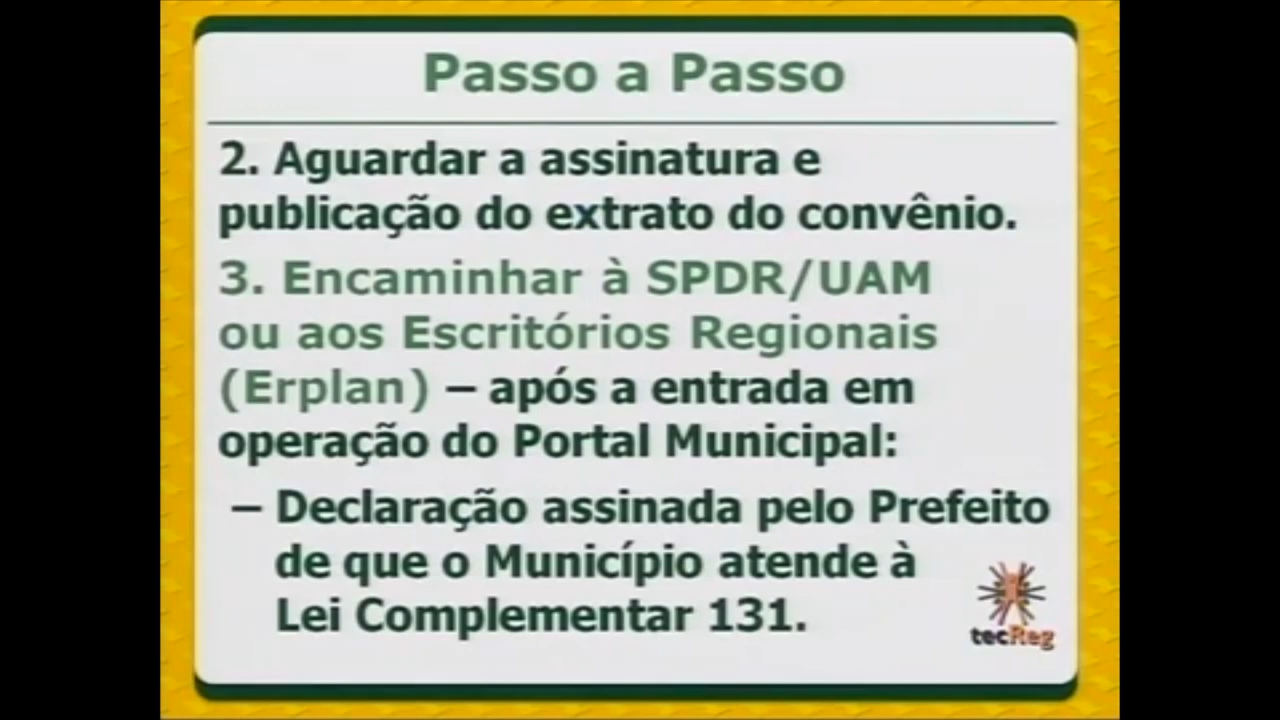 Passo a Passo
2. Aguardar a assinatura e
publicação do extrato do convênio.
3. Encaminhar à SPDR/UAM
ou aos Escritórios Regionais
(Erplan) – após a entrada em
operação do Portal Municipal:
– Declaração assinada pelo Prefeito
de que o Município atende à
Lei Complementar 131.
tecReg